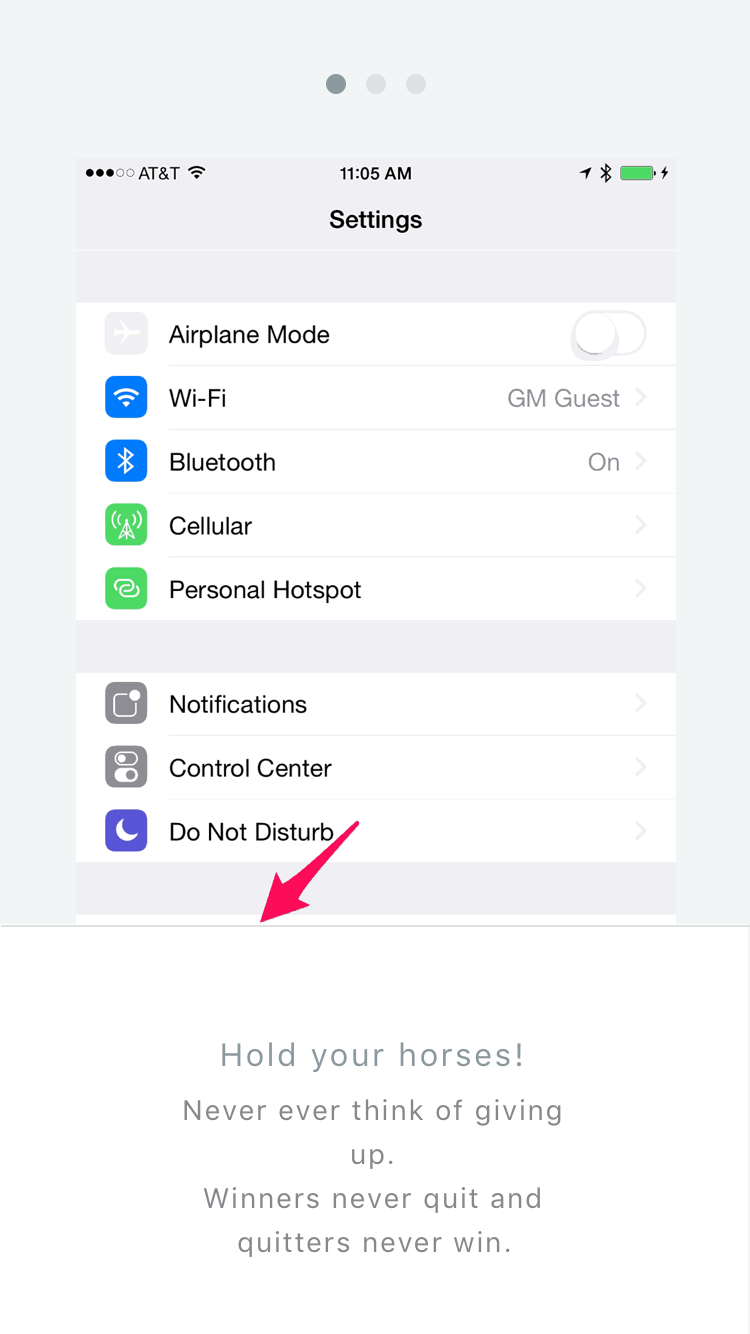 AT&T 11:05 AM
Settings
Airplane Mode
Wi-Fi GM Guest
Bluetooth On
Cellular
Personal Hotspot
Notifications
Control Center
Do Not Disturb
Hold your horses!
Never ever think of giving
up.
Winners never quit and
quitters never win.